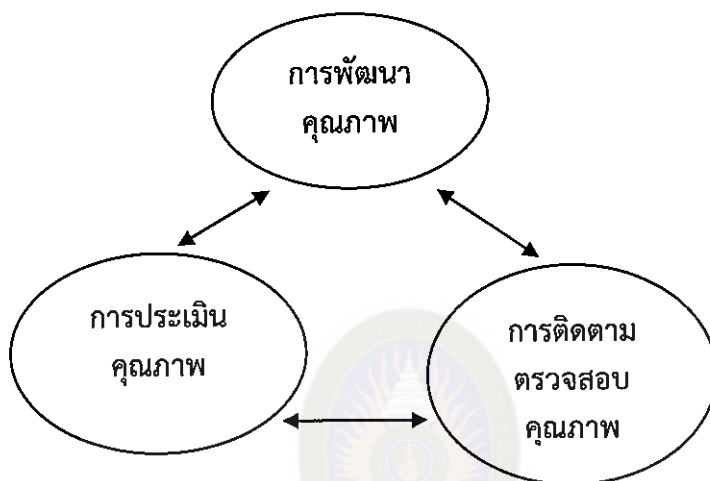 การพัฒนา
คุณภาพ
การประเมิน
คุณภาพ
การติดตาม
ตรวจสอบ
คุณภาพ